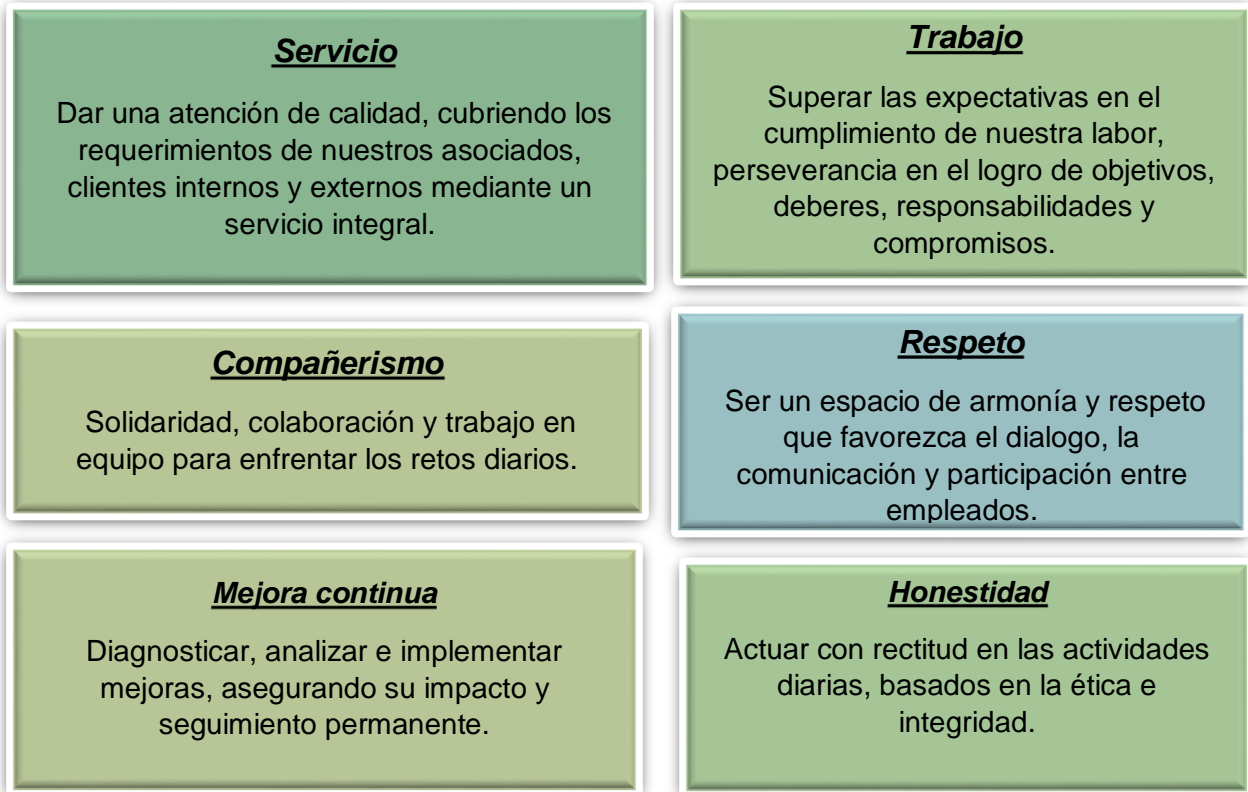 Servicio
Dar una atención de calidad, cubriendo los
requerimientos de nuestros asociados,
clientes internos y externos mediante un
servicio integral.
Trabajo
Superar las expectativas en el
cumplimiento de nuestra labor,
perseverancia en el logro de objetivos,
deberes, responsabilidades y
compromisos.
Compañerismo
Solidaridad, colaboración y trabajo en
equipo para enfrentar los retos diarios.
Respeto
Ser un espacio de armonía y respeto
que favorezca el dialogo, la
comunicación y participación entre
empleados.
Mejora continua
Diagnosticar, analizar e implementar
mejoras, asegurando su impacto y
seguimiento permanente.
Honestidad
Actuar con rectitud en las actividades
diarias, basados en la ética e
integridad.